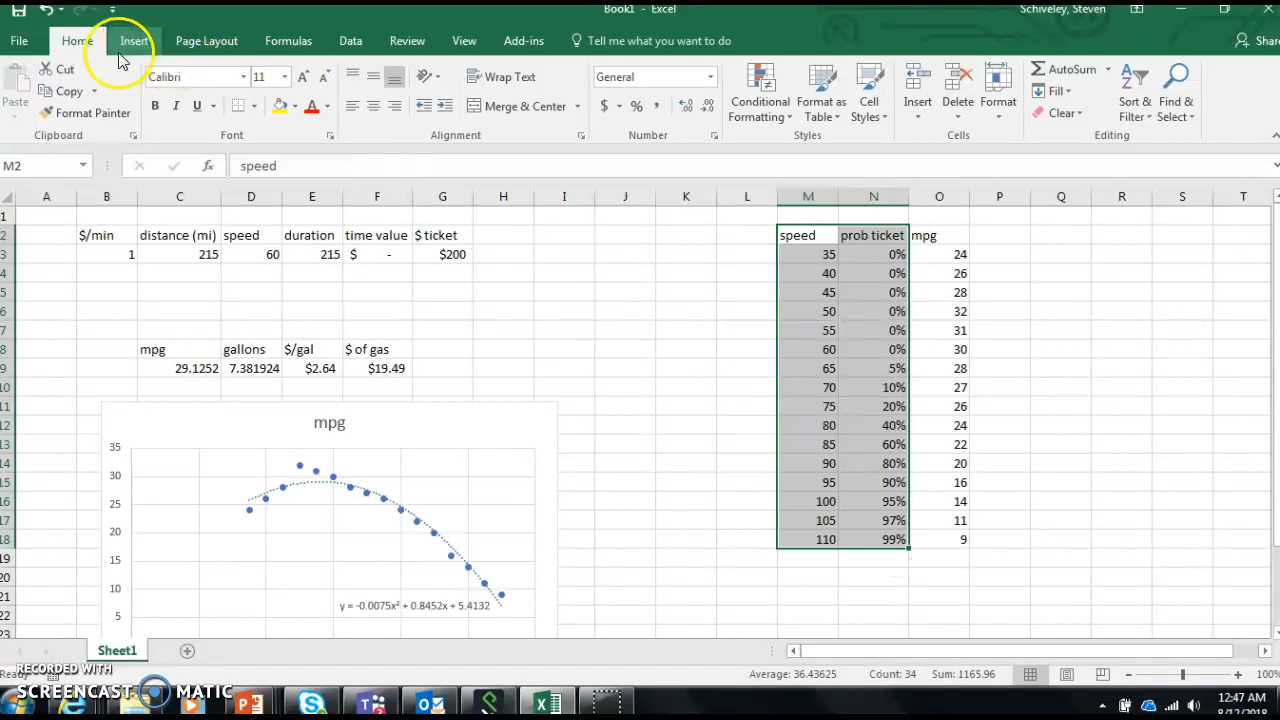 Book1 - Excel
Schiveley, Steven
File Home Insert Page Layout Formulas Data Review View Add-ins Tell me what you want to do Share
Paste
Cut
Copy
Format Painter
Calibri 11
B I U
Wrap Text
Merge & Center
General
$ % ,
Conditional Formatting
Format as Table
Cell Styles
Insert Delete Format
AutoSum
Fill
Clear
Sort & Filter
Find & Select
Clipboard Font Alignment Number Styles Cells Editing
M2 fx speed
A B C D E F G H I J K L M N O P Q R S T
1
2 $/min distance (mi) speed duration time value $ ticket speed prob ticket mpg
3 1 215 60 215 $ - $200 35 0% 24
4 40 0% 26
5 45 0% 28
6 50 0% 32
7 55 0% 31
8 mpg gallons $/gal $ of gas 60 0% 30
9 29.1252 7.381924 $2.64 $19.49 65 5% 28
10 70 10% 27
11 75 20% 26
12 80 40% 24
13 85 60% 22
14 90 80% 20
15 95 90% 16
16 100 95% 14
17 105 97% 11
18 110 99% 9
19
20
21
22
23
mpg
35
30
25
20
15
10
5
y = -0.0075x² + 0.8452x + 5.4132
Sheet1
Ready
Average: 36.43625 Count: 34 Sum: 1165.96 100%
RECORDED WITH
SCREENCAST MATIC
12:47 AM
8/12/2018